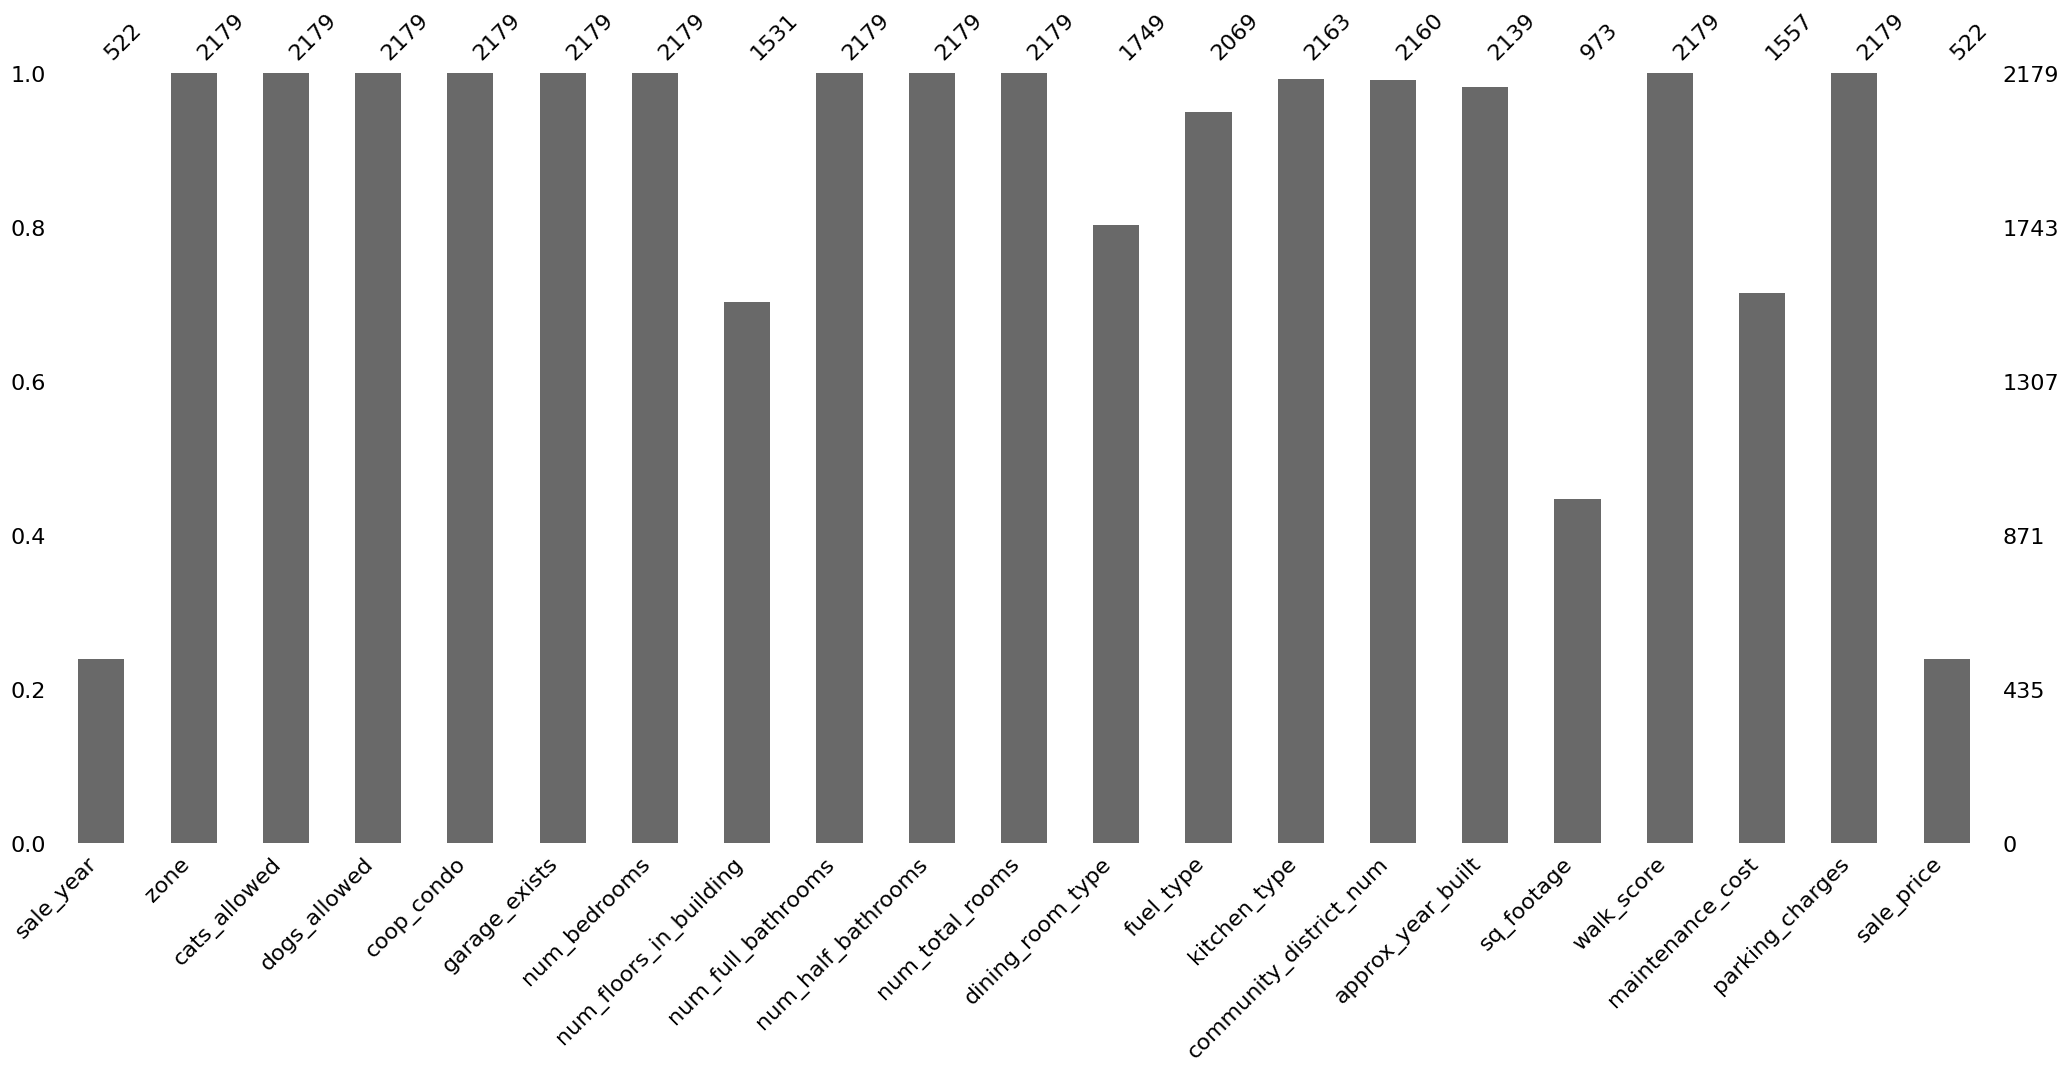 522
2179
2179
2179
2179
2179
2179
1531
2179
2179
2179
1749
2069
2163
2160
2139
973
2179
1557
2179
522
1.0
0.8
0.6
0.4
0.2
0.0
2179
1743
1307
871
435
0
sale_year
zone
cats_allowed
dogs_allowed
coop_condo
garage_exists
num_bedrooms
num_floors_in_building
num_full_bathrooms
num_half_bathrooms
num_total_rooms
dining_room_type
fuel_type
kitchen_type
community_district_num
approx_year_built
sq_footage
walk_score
maintenance_cost
parking_charges
sale_price